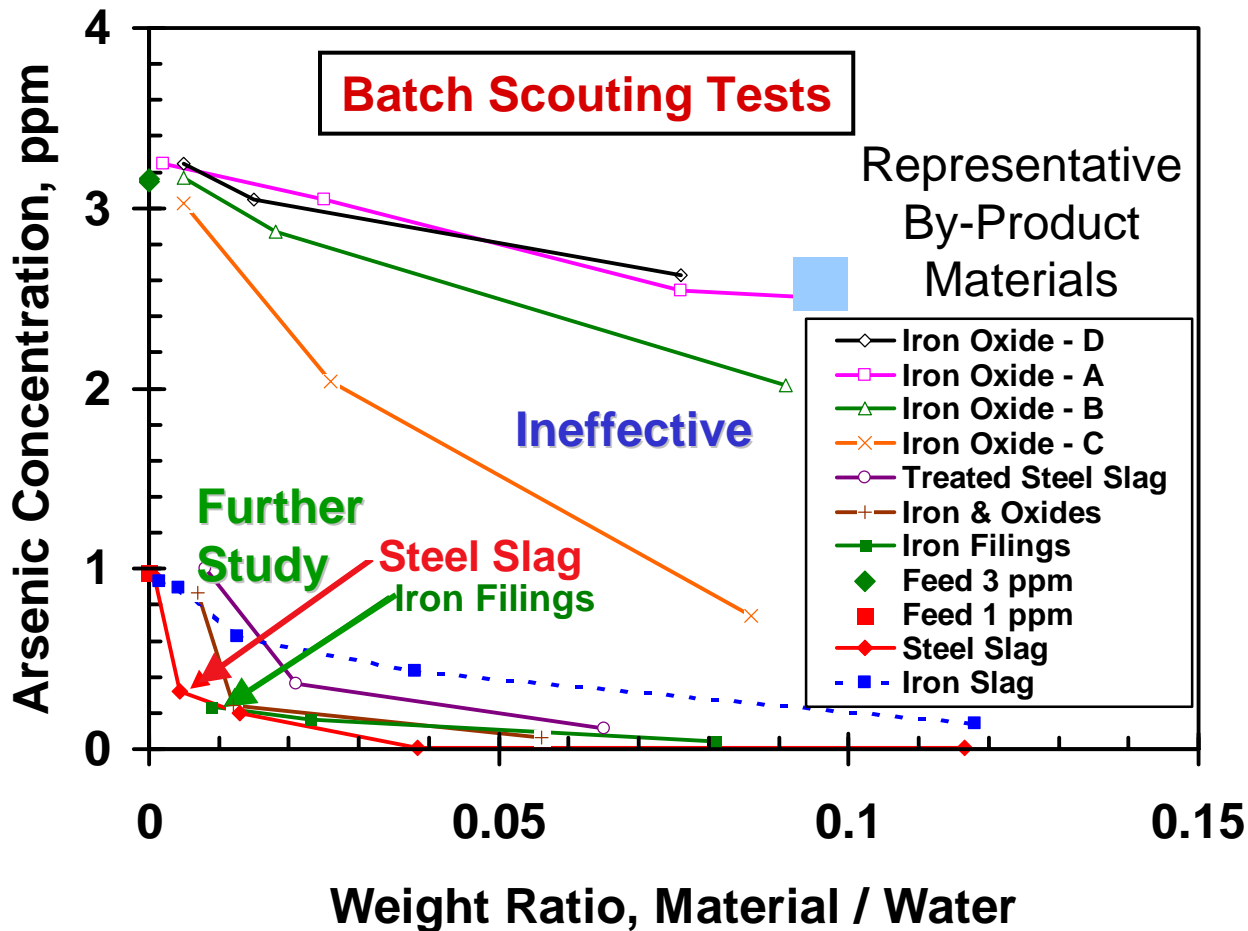 Batch Scouting Tests
Representative
By-Product
Materials
Arsenic Concentration, ppm
4
3
2
1
0
Ineffective
Further
Study
Steel Slag
Iron Filings
Iron Oxide - D
Iron Oxide - A
Iron Oxide - B
Iron Oxide - C
Treated Steel Slag
Iron & Oxides
Iron Filings
Feed 3 ppm
Feed 1 ppm
Steel Slag
Iron Slag
0
0.05
0.1
0.15
Weight Ratio, Material / Water